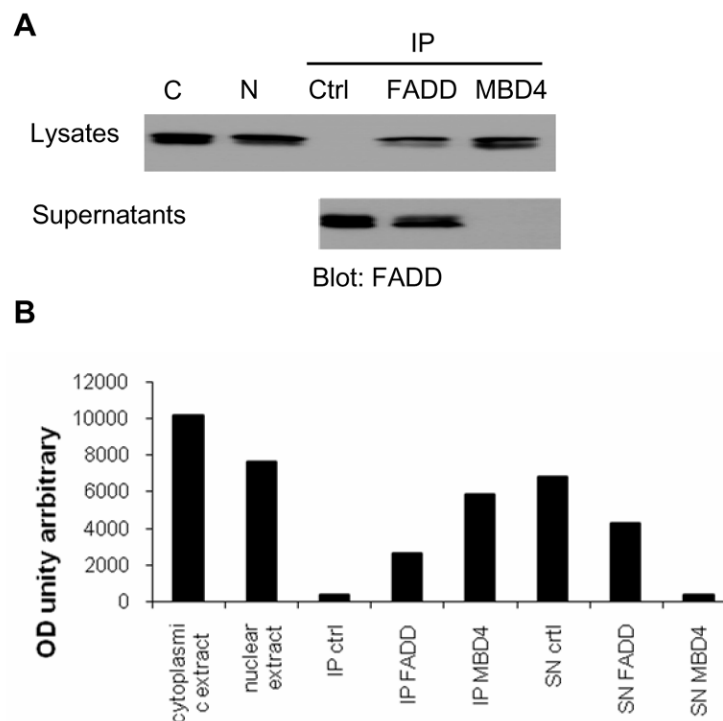 A
IP
C N Ctrl FADD MBD4
Lysates
Supernatants
Blot: FADD
B
OD unity arrbitrary
12000
10000
8000
6000
4000
2000
0
cytoplasmi
c extract
nuclear
extract
IP ctrl
IP FADD
IP MBD4
SN crtl
SN FADD
SN MBD4